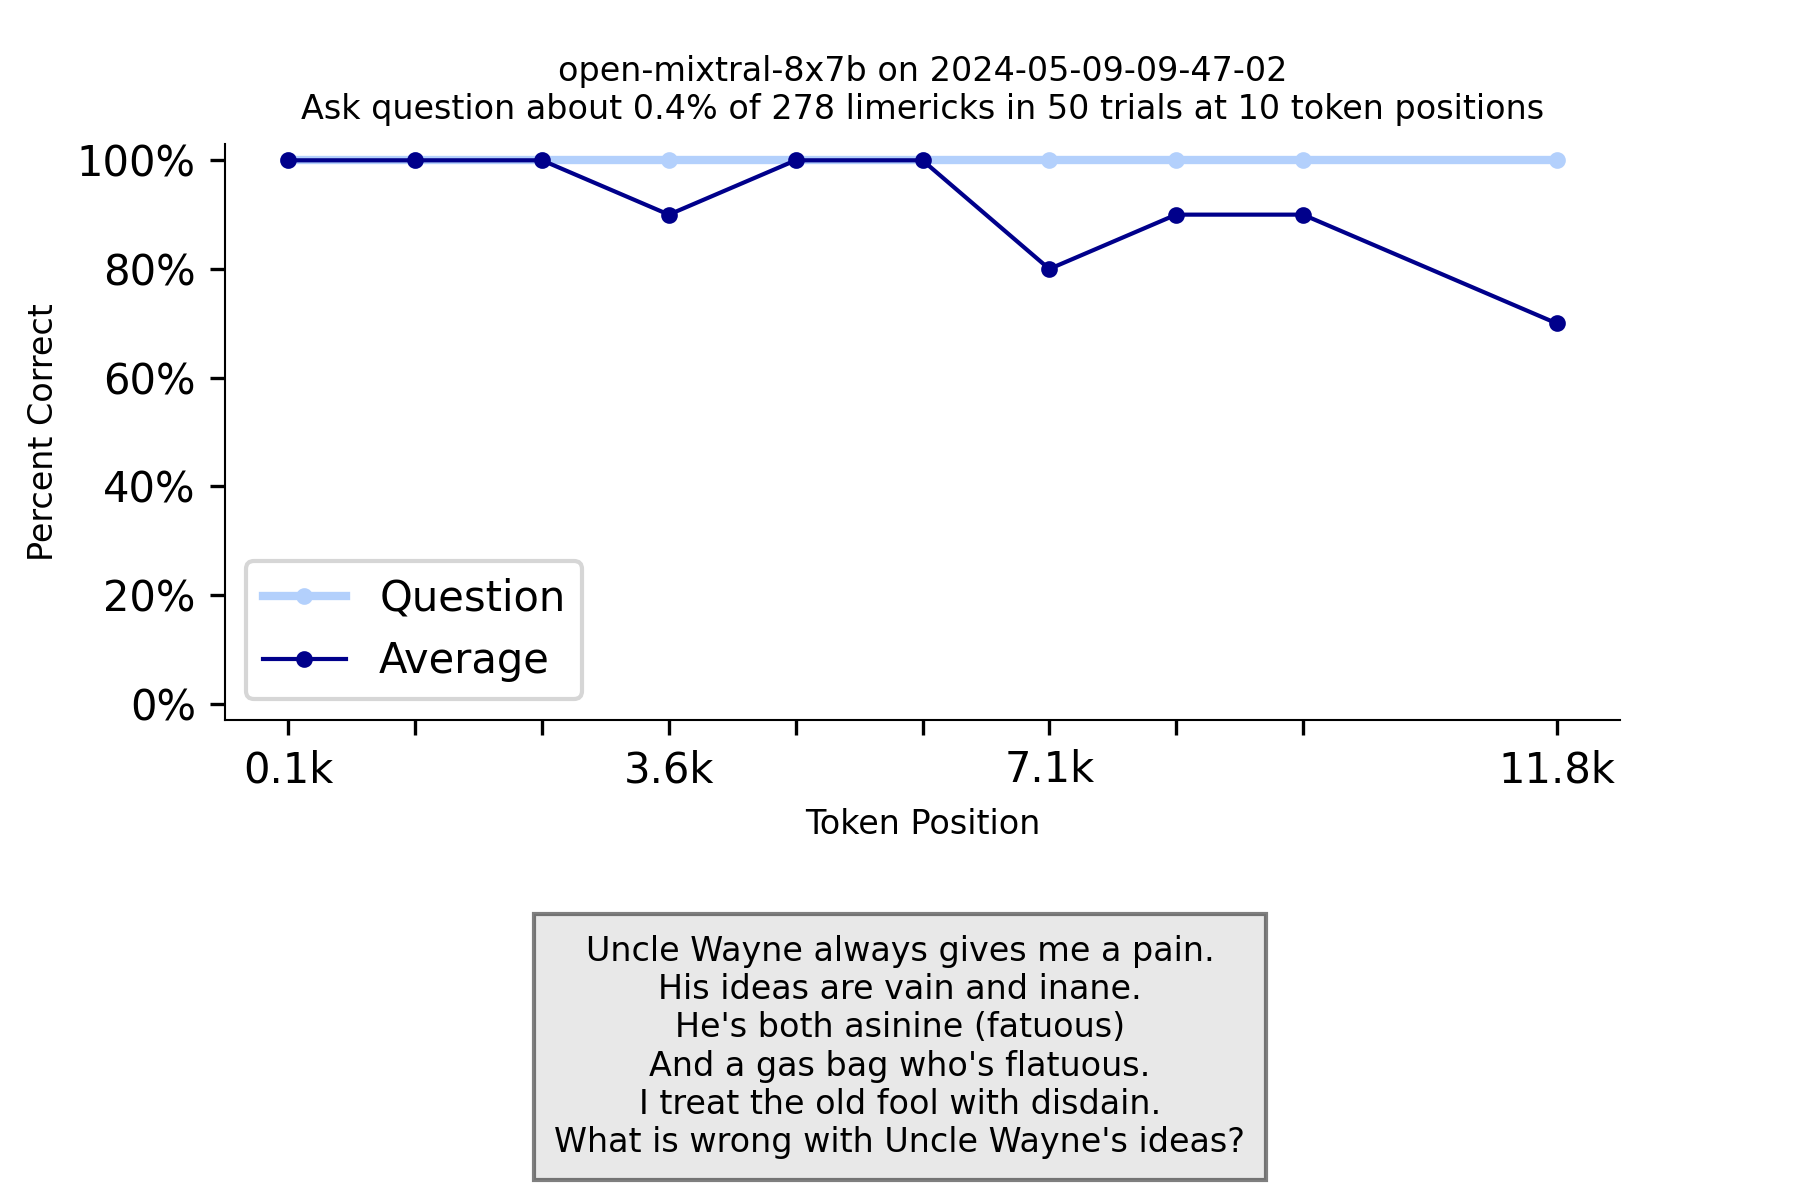 open-mixtral-8x7b on 2024-05-09-09-47-02
Ask question about 0.4% of 278 limericks in 50 trials at 10 token positions
100%
80%
60%
40%
20%
0%
Percent Correct
Question
Average
0.1k
3.6k
7.1k
11.8k
Token Position
Uncle Wayne always gives me a pain.
His ideas are vain and inane.
He's both asinine (fatuous)
And a gas bag who's flatuous.
I treat the old fool with disdain.
What is wrong with Uncle Wayne's ideas?